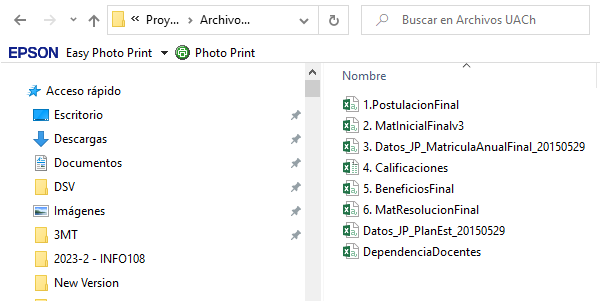 « Proy... > Archivo...
Buscar en Archivos UACh
EPSON Easy Photo Print Photo Print
Nombre
Acceso rápido
Escritorio
Descargas
Documentos
DSV
Imágenes
3MT
2023-2 - INFO108
New Version
1.PostulacionFinal
2. MatInicialFinalv3
3. Datos_JP_MatriculaAnualFinal_20150529
4. Calificaciones
5. BeneficiosFinal
6. MatResolucionFinal
Datos_JP_PlanEst_20150529
DependenciaDocentes